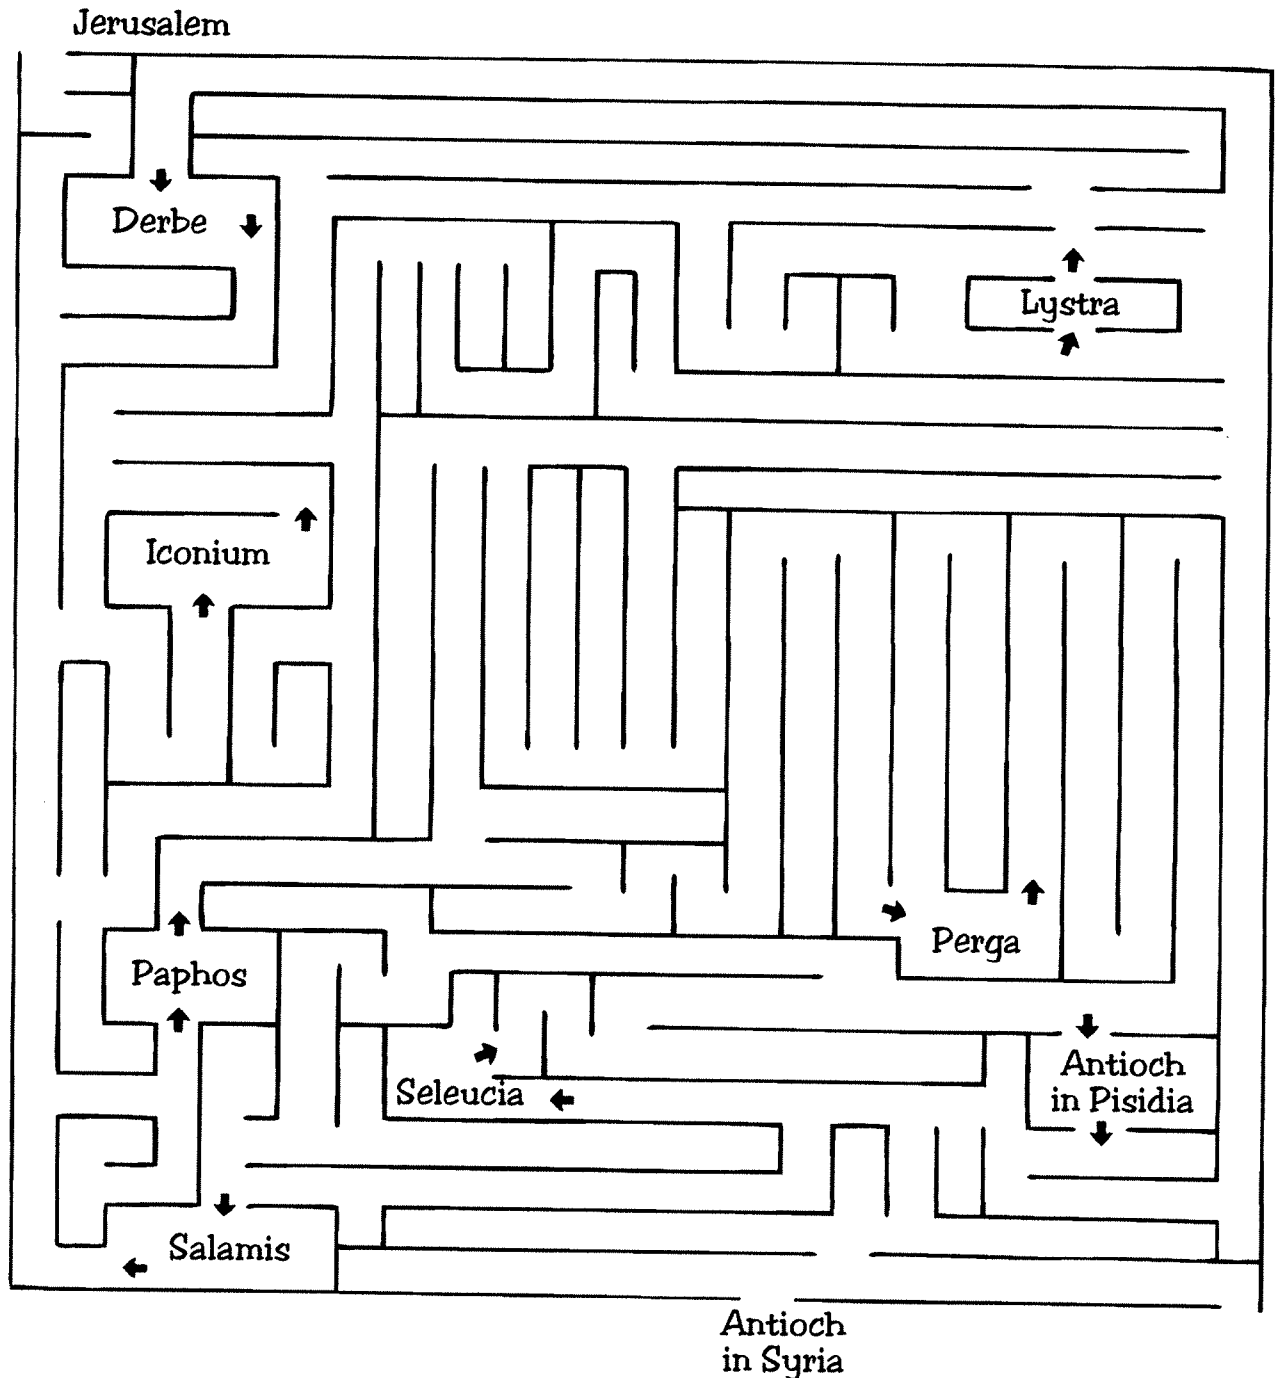 Jerusalem
Derbe
Lystra
Iconium
Perga
Paphos
Antioch
in Pisidia
Seleucia
Salamis
Antioch
in Syria